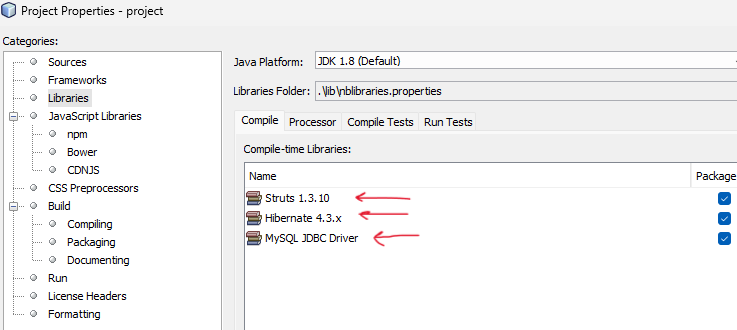 Project Properties - project
Categories:
Sources
Frameworks
Libraries
JavaScript Libraries
npm
Bower
CDNJS
CSS Preprocessors
Build
Compiling
Packaging
Documenting
Run
License Headers
Formatting
Java Platform: JDK 1.8 (Default)
Libraries Folder: .\lib\nblibraries.properties
Compile Processor Compile Tests Run Tests
Compile-time Libraries:
Name Package
Struts 1.3.10
Hibernate 4.3.x
MySQL JDBC Driver